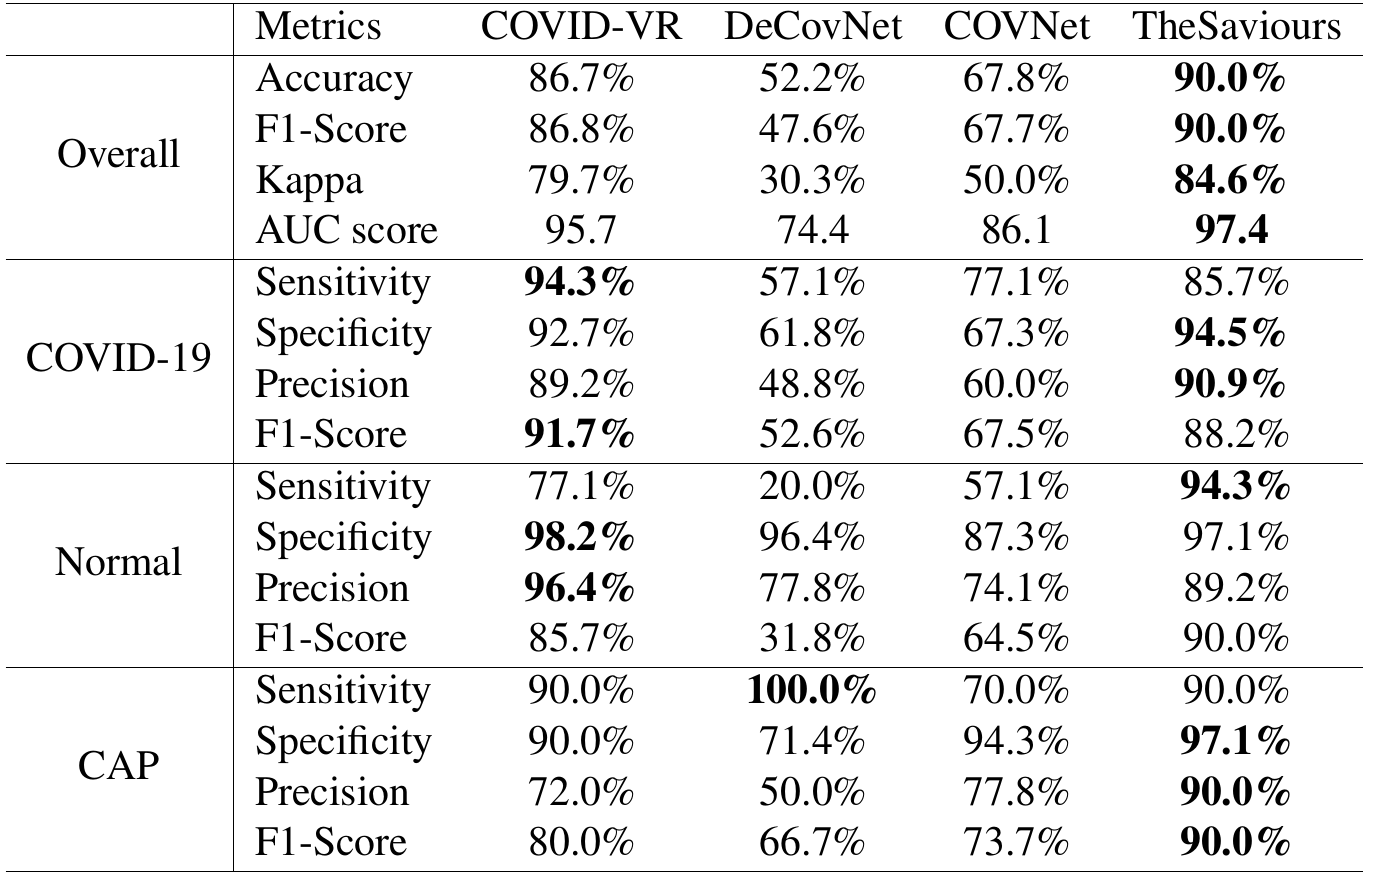 Metrics COVID-VR DeCovNet COVNet TheSaviours
Overall
Accuracy 86.7% 52.2% 67.8% 90.0%
F1-Score 86.8% 47.6% 67.7% 90.0%
Kappa 79.7% 30.3% 50.0% 84.6%
AUC score 95.7 74.4 86.1 97.4
COVID-19
Sensitivity 94.3% 57.1% 77.1% 85.7%
Specificity 92.7% 61.8% 67.3% 94.5%
Precision 89.2% 48.8% 60.0% 90.9%
F1-Score 91.7% 52.6% 67.5% 88.2%
Normal
Sensitivity 77.1% 20.0% 57.1% 94.3%
Specificity 98.2% 96.4% 87.3% 97.1%
Precision 96.4% 77.8% 74.1% 89.2%
F1-Score 85.7% 31.8% 64.5% 90.0%
CAP
Sensitivity 90.0% 100.0% 70.0% 90.0%
Specificity 90.0% 71.4% 94.3% 97.1%
Precision 72.0% 50.0% 77.8% 90.0%
F1-Score 80.0% 66.7% 73.7% 90.0%